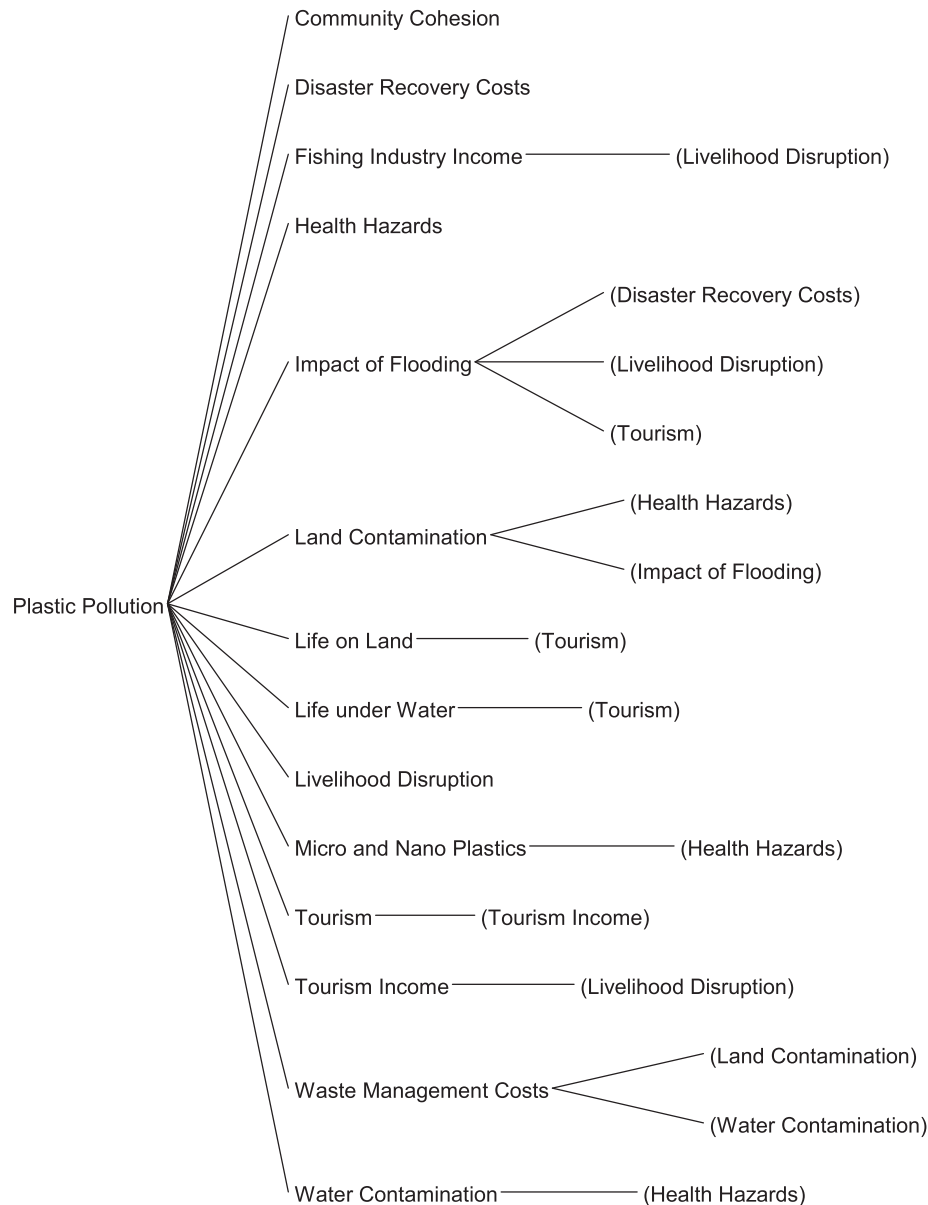 Community Cohesion
Disaster Recovery Costs
Fishing Industry Income
(Livelihood Disruption)
Health Hazards
(Disaster Recovery Costs)
Impact of Flooding
(Livelihood Disruption)
(Tourism)
(Health Hazards)
Land Contamination
(Impact of Flooding)
Plastic Pollution
Life on Land
(Tourism)
Life under Water
(Tourism)
Livelihood Disruption
Micro and Nano Plastics
(Health Hazards)
Tourism
(Tourism Income)
Tourism Income
(Livelihood Disruption)
(Land Contamination)
Waste Management Costs
(Water Contamination)
Water Contamination
(Health Hazards)